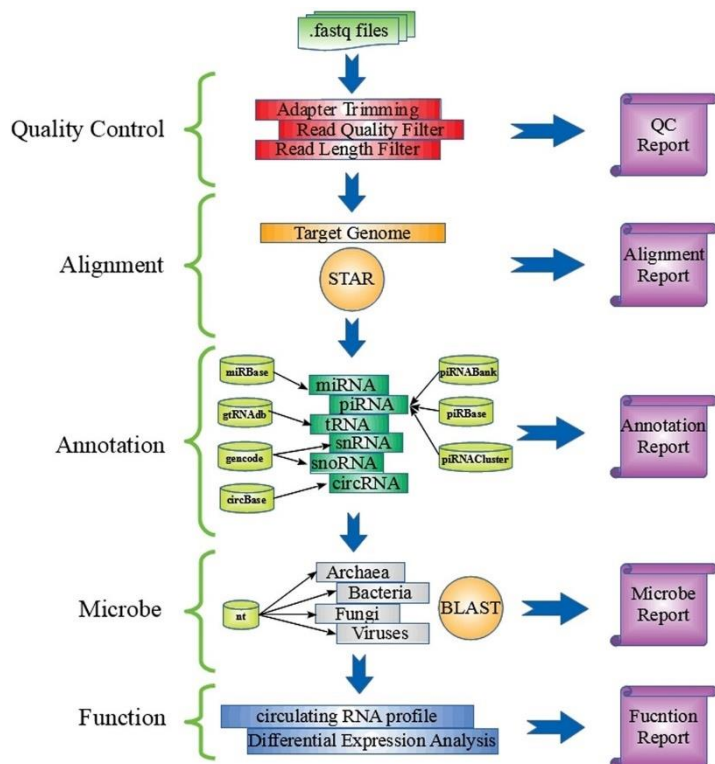 .fastq files
Quality Control
Adapter Trimming
Read Quality Filter
Read Length Filter
QC
Report
Alignment
Target Genome
STAR
Alignment
Report
Annotation
miRBase
gtRNAdb
gencode
circBase
miRNA
piRNA
tRNA
snRNA
snoRNA
circRNA
piRNABank
piRBase
piRNACluster
Annotation
Report
Microbe
nt
Archaea
Bacteria
Fungi
Viruses
BLAST
Microbe
Report
Function
circulating RNA profile
Differential Expression Analysis
Fucntion
Report